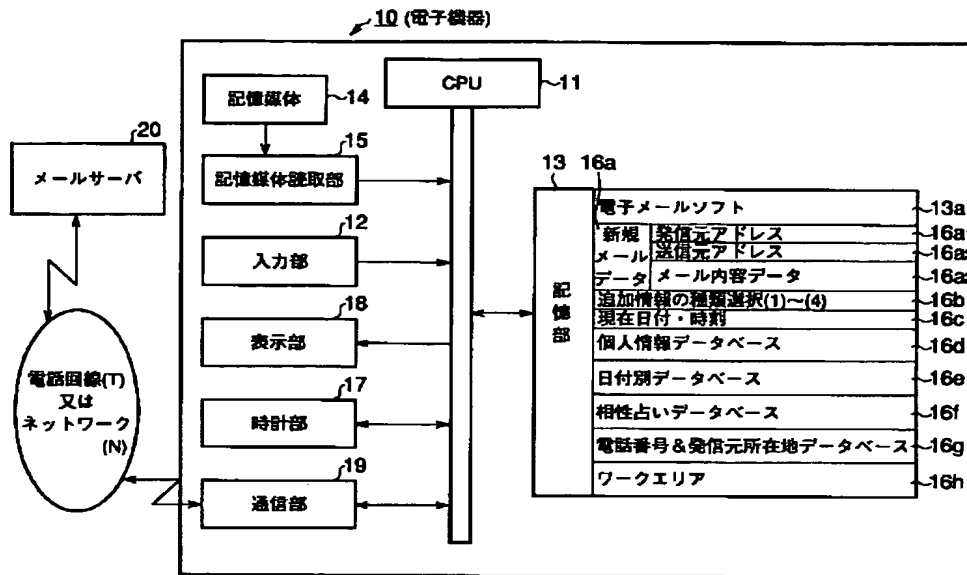 10 (電子機器)
CPU
11
記憶媒体
14
15
記憶媒体読取部
12
入力部
18
表示部
17
時計部
19
通信部
20
メールサーバ
電話回線(T)
又は
ネットワーク
(N)
13
16a
記憶部
電子メールソフト
13a
新規
メール
データ
発信元アドレス
16a
送信元アドレス
16a
メール内容データ
16a
追加情報の種類選択(1)〜(4)
16b
現在日付・時刻
16c
個人情報データベース
16d
日付別データベース
16e
相性占いデータベース
16f
電話番号&発信元所在地データベース
16g
ワークエリア
16h